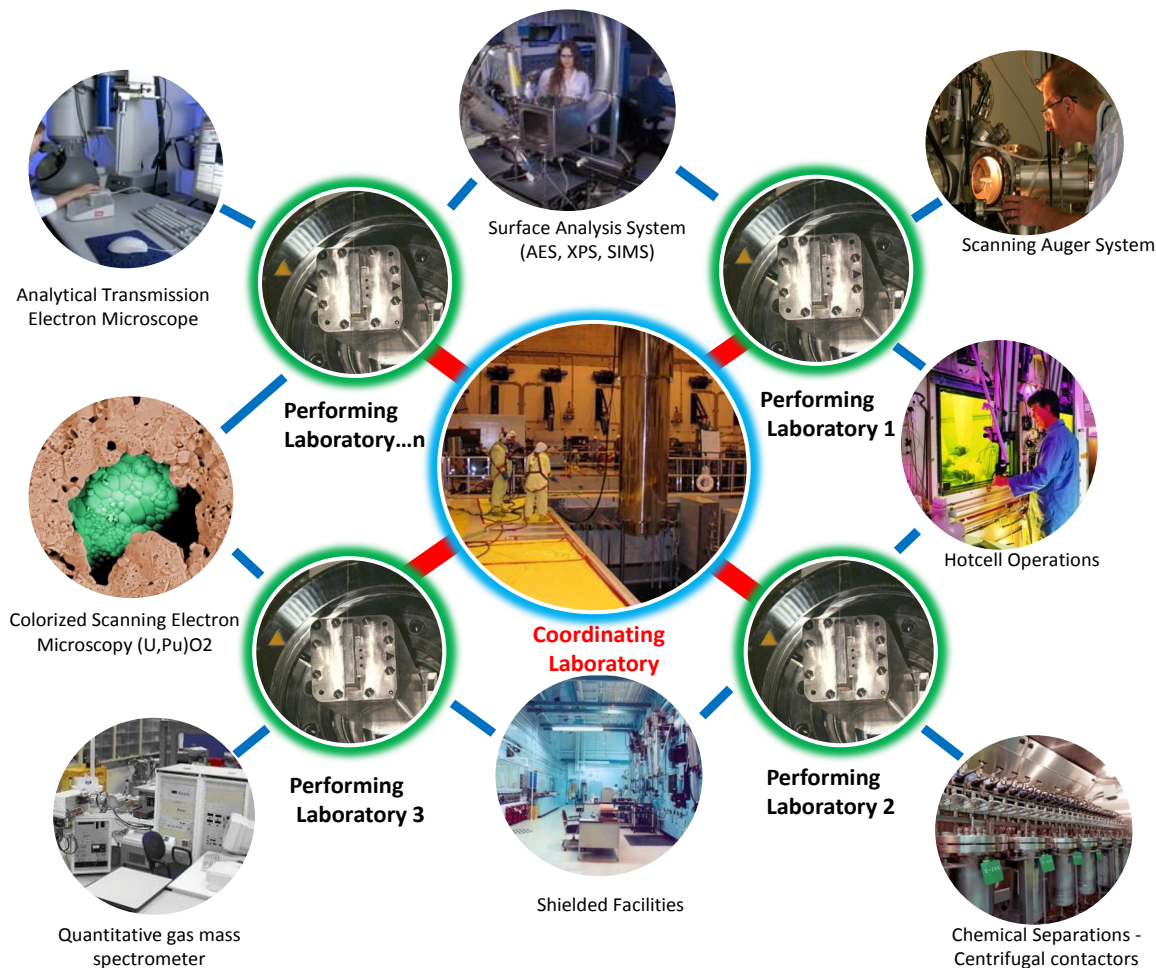 Surface Analysis System
(AES, XPS, SIMS)
Scanning Auger System
Analytical Transmission
Electron Microscope
Performing
Laboratory...n
Performing
Laboratory 1
Hotcell Operations
Colorized Scanning Electron
Microscopy (U,Pu)O2
Coordinating
Laboratory
Performing
Laboratory 3
Performing
Laboratory 2
Shielded Facilities
Quantitative gas mass
spectrometer
Chemical Separations -
Centrifugal contactors